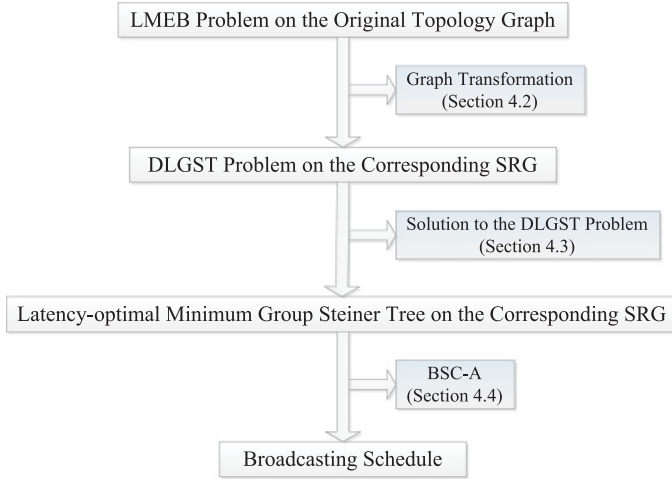 LMEB Problem on the Original Topology Graph
Graph Transformation
(Section 4.2)
DLGST Problem on the Corresponding SRG
Solution to the DLGST Problem
(Section 4.3)
Latency-optimal Minimum Group Steiner Tree on the Corresponding SRG
BSC-A
(Section 4.4)
Broadcasting Schedule